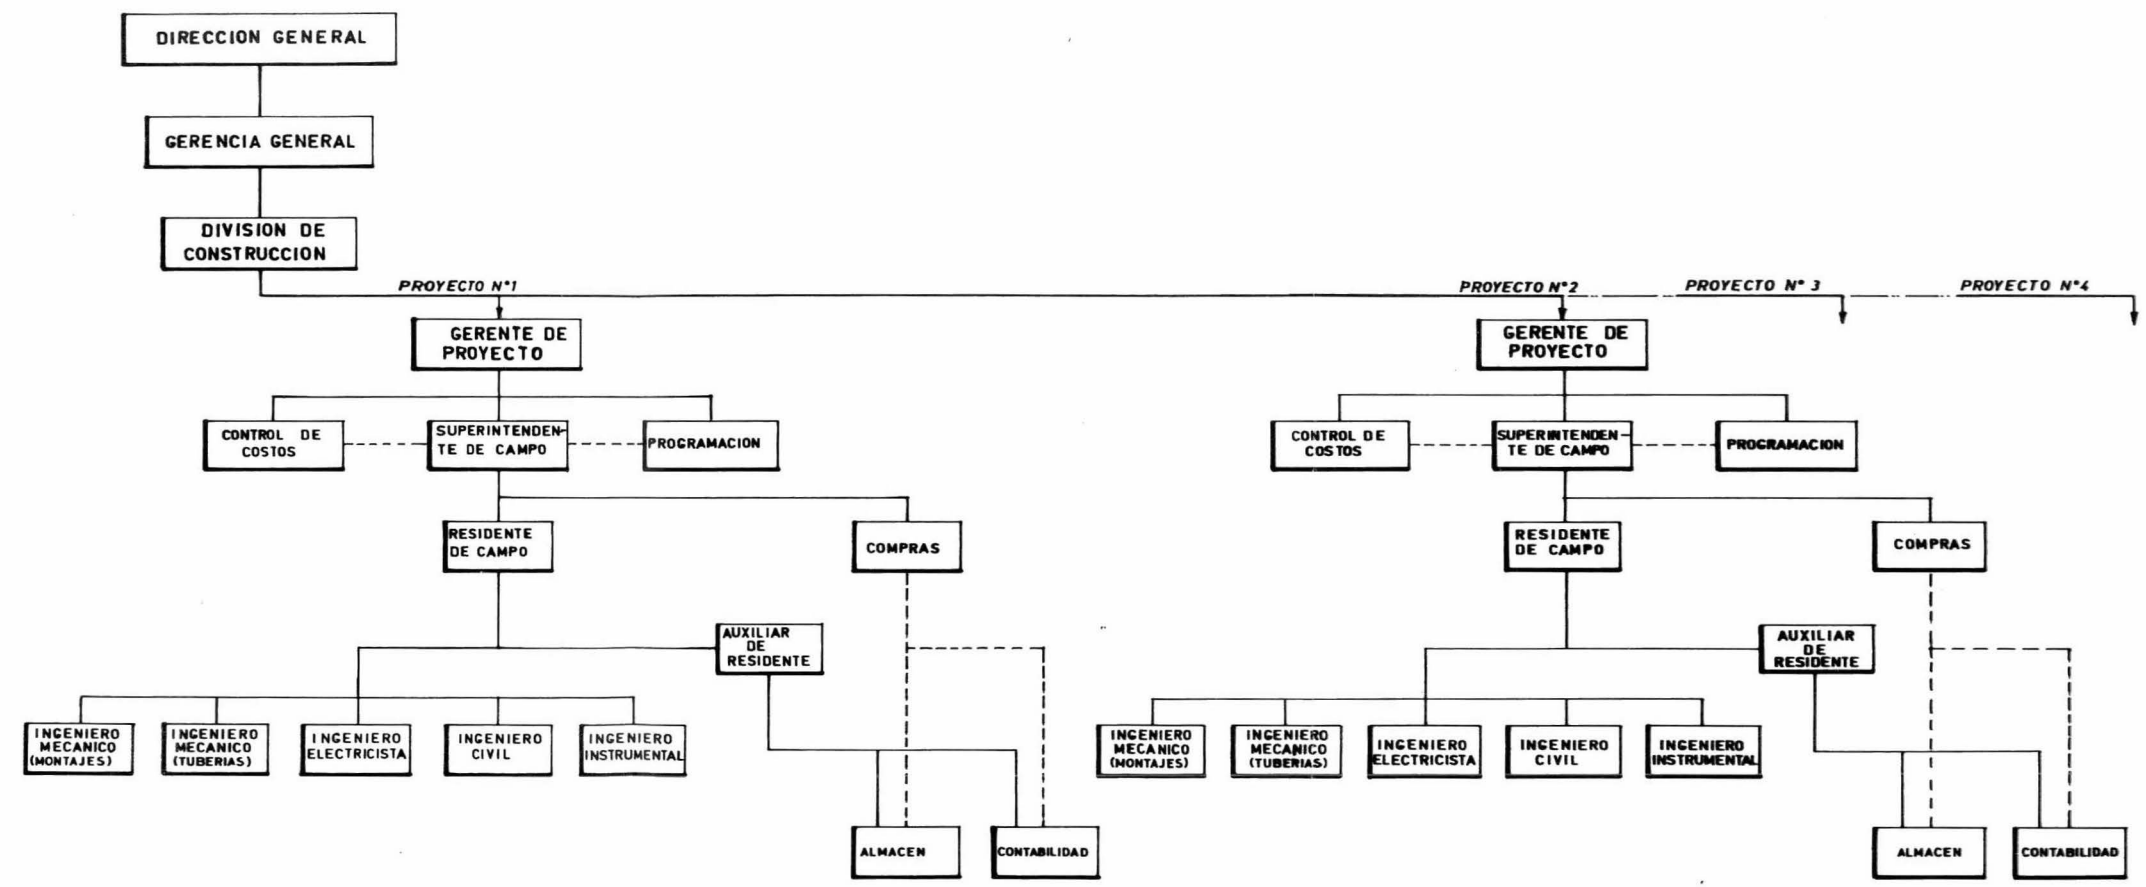 DIRECCION GENERAL
GERENCIA GENERAL
DIVISION DE
CONSTRUCCION
PROYECTO N°1
PROYECTO N°2
PROYECTO N° 3
PROYECTO N°4
GERENTE DE
PROYECTO
GERENTE DE
PROYECTO
CONTROL DE
COSTOS
SUPERINTENDEN-
TE DE CAMPO
PROGRAMACION
CONTROL DE
COSTOS
SUPERINTENDEN-
TE DE CAMPO
PROGRAMACION
RESIDENTE
DE CAMPO
COMPRAS
RESIDENTE
DE CAMPO
COMPRAS
AUXILIAR
DE
RESIDENTE
AUXILIAR
DE
RESIDENTE
INGENIERO
MECANICO
(MONTAJES)
INGENIERO
MECANICO
(TUBERIAS)
INGENIERO
ELECTRICISTA
INGENIERO
CIVIL
INGENIERO
INSTRUMENTAL
INGENIERO
MECANICO
(MONTAJES)
INGENIERO
MECANICO
(TUBERIAS)
INGENIERO
ELECTRICISTA
INGENIERO
CIVIL
INGENIERO
INSTRUMENTAL
ALMACEN
CONTABILIDAD
ALMACEN
CONTABILIDAD